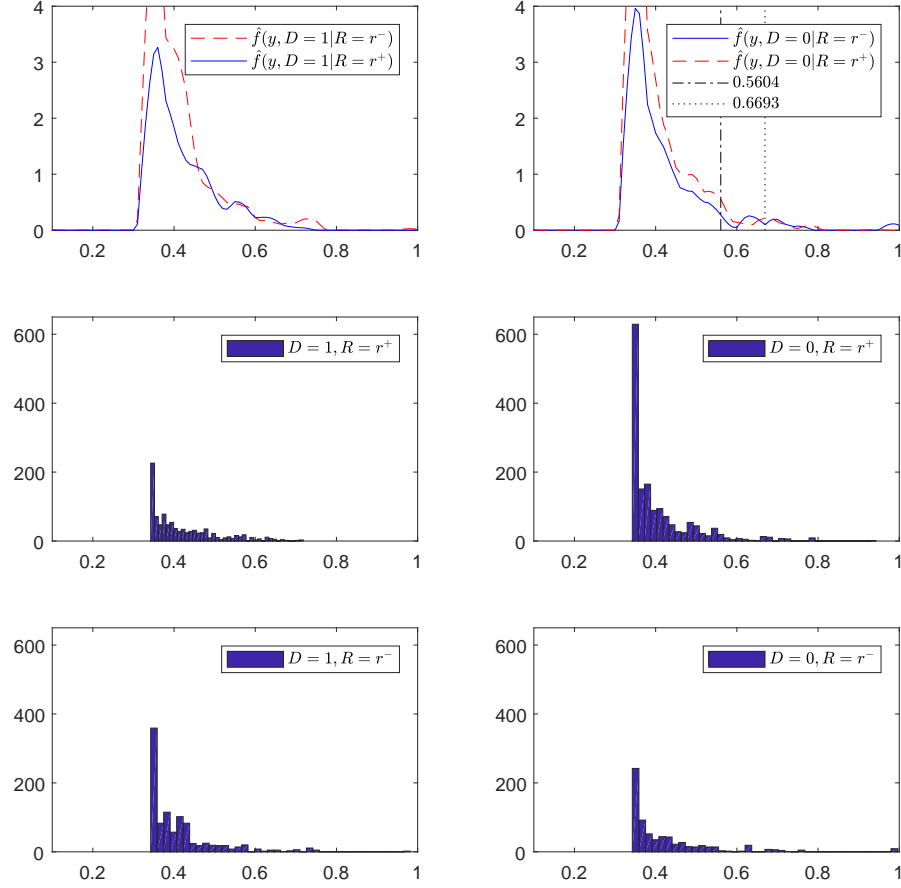 4
3
2
1
0
0.2 0.4 0.6 0.8 1
$\hat{f}(y, D = 1|R = r^-)$
$\hat{f}(y, D = 1|R = r^+)$
4
3
2
1
0
0.2 0.4 0.6 0.8 1
$\hat{f}(y, D = 0|R = r^-)$
$\hat{f}(y, D = 0|R = r^+)$
0.5604
0.6693
600
400
200
0
0.2 0.4 0.6 0.8 1
$D = 1, R = r^+$
600
400
200
0
0.2 0.4 0.6 0.8 1
$D = 0, R = r^+$
600
400
200
0
0.2 0.4 0.6 0.8 1
$D = 1, R = r^-$
600
400
200
0
0.2 0.4 0.6 0.8 1
$D = 0, R = r^-$